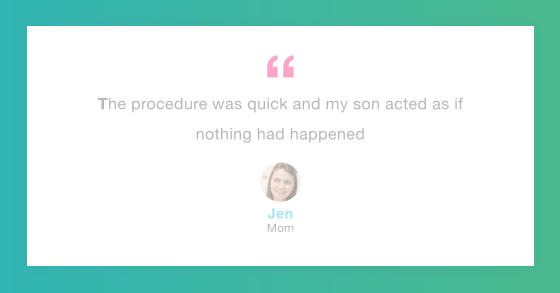 “
The procedure was quick and my son acted as if
nothing had happened
Jen
Mom